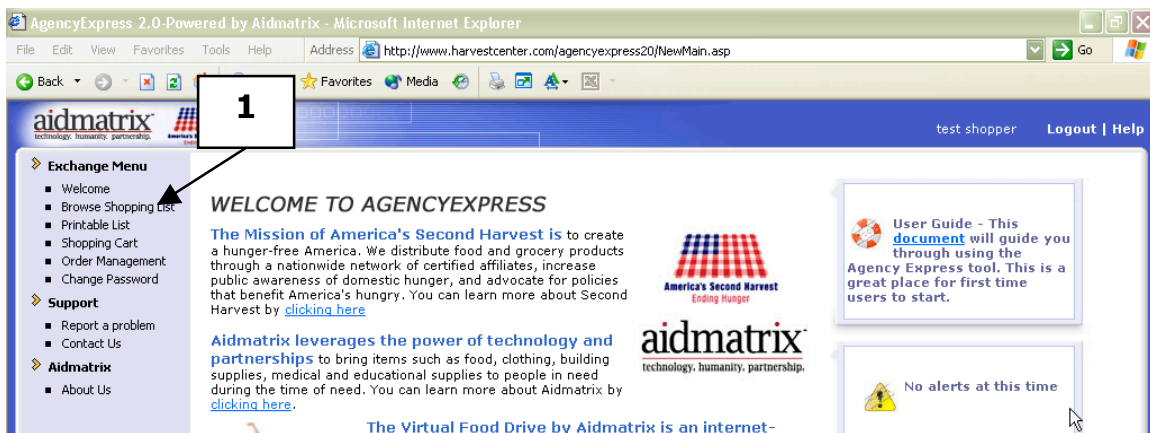 AgencyExpress 2.0-Powered by Aidmatrix - Microsoft Internet Explorer
File Edit View Favorites Tools Help Address http://www.harvestcenter.com/agencyexpress20/NewMain.asp Go
Back Favorites Media
1
aidmatrix
technology. humanity. partnership.
test shopper Logout | Help
Exchange Menu
Welcome
Browse Shopping List
Printable List
Shopping Cart
Order Management
Change Password
Support
Report a problem
Contact Us
Aidmatrix
About Us
WELCOME TO AGENCYEXPRESS
The Mission of America's Second Harvest is to create
a hunger-free America. We distribute food and grocery products
through a nationwide network of certified affiliates, increase
public awareness of domestic hunger, and advocate for policies
that benefit America's hungry. You can learn more about Second
Harvest by clicking here
America's Second Harvest
Ending Hunger
Aidmatrix leverages the power of technology and
partnerships to bring items such as food, clothing, building
supplies, medical and educational supplies to people in need
during the time of need. You can learn more about Aidmatrix by
clicking here.
aidmatrix
technology. humanity. partnership.
The Virtual Food Drive by Aidmatrix is an internet-
User Guide - This
document will guide you
through using the
Agency Express tool. This is a
great place for first time
users to start.
No alerts at this time